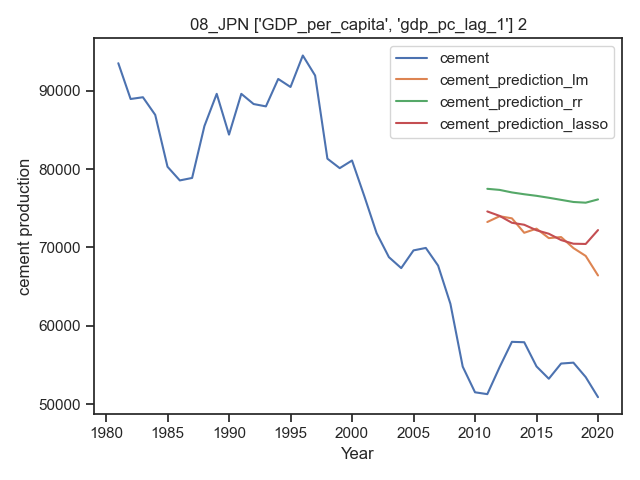 08_JPN ['GDP_per_capita', 'gdp_pc_lag_1'] 2
cement
cement_prediction_lm
cement_prediction_rr
cement_prediction_lasso
cement production
90000
80000
70000
60000
50000
1980 1985 1990 1995 2000 2005 2010 2015 2020
Year